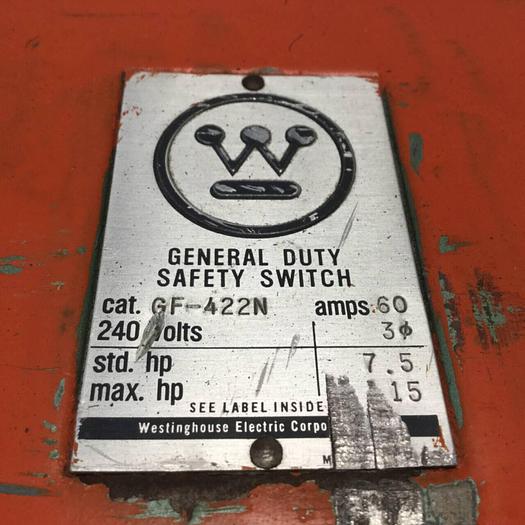 GENERAL DUTY
SAFETY SWITCH
cat. GF-422N amps. 60
240 volts 3ϕ
std. hp 7.5
max. hp 15
SEE LABEL INSIDE
Westinghouse Electric Corpo
M